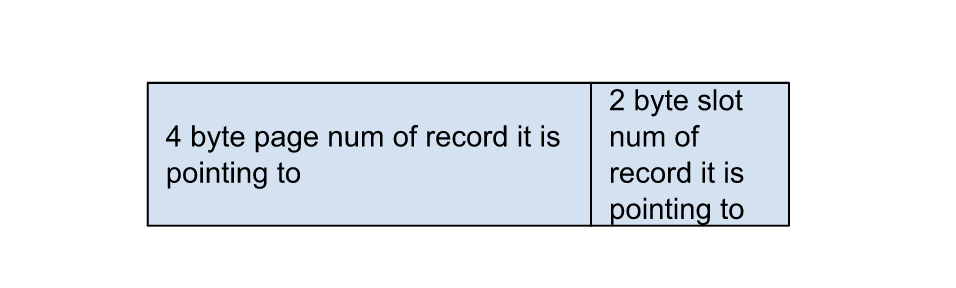 4 byte page num of record it is
pointing to
2 byte slot
num of
record it is
pointing to